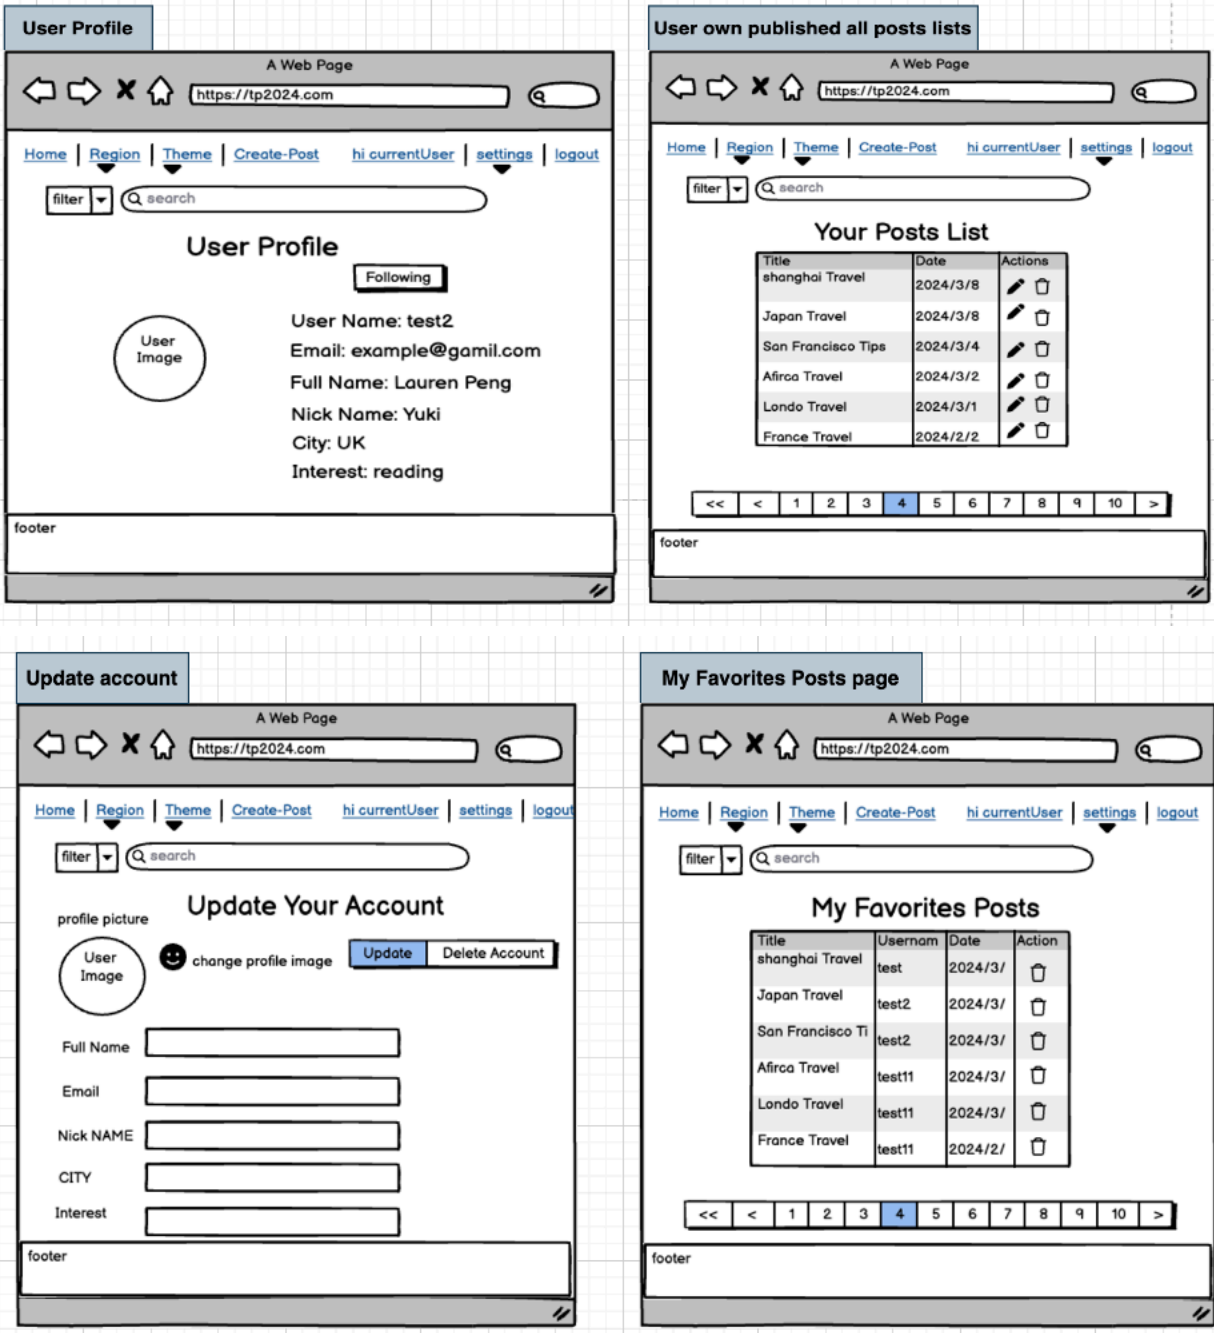 User Profile
A Web Page
https://tp2024.com
Home Region Theme Create-Post hi currentUser settings logout
filter search
User Profile
Following
User
Image
User Name: test2
Email: example@gamil.com
Full Name: Lauren Peng
Nick Name: Yuki
City: UK
Interest: reading
footer
User own published all posts lists
A Web Page
https://tp2024.com
Home Region Theme Create-Post hi currentUser settings logout
filter search
Your Posts List
Title Date Actions
shanghai Travel 2024/3/8
Japan Travel 2024/3/8
San Francisco Tips 2024/3/4
Afirca Travel 2024/3/2
Londo Travel 2024/3/1
France Travel 2024/2/2
<< < 1 2 3 4 5 6 7 8 9 10 >
footer
Update account
A Web Page
https://tp2024.com
Home Region Theme Create-Post hi currentUser settings logout
filter search
Update Your Account
profile picture
User
Image
change profile image Update Delete Account
Full Name
Email
Nick NAME
CITY
Interest
footer
My Favorites Posts page
A Web Page
https://tp2024.com
Home Region Theme Create-Post hi currentUser settings logout
filter search
My Favorites Posts
Title Usernam Date Action
shanghai Travel test 2024/3/
Japan Travel test2 2024/3/
San Francisco Ti test2 2024/3/
Afirca Travel test11 2024/3/
Londo Travel test11 2024/3/
France Travel test11 2024/2/
<< < 1 2 3 4 5 6 7 8 9 10 >
footer